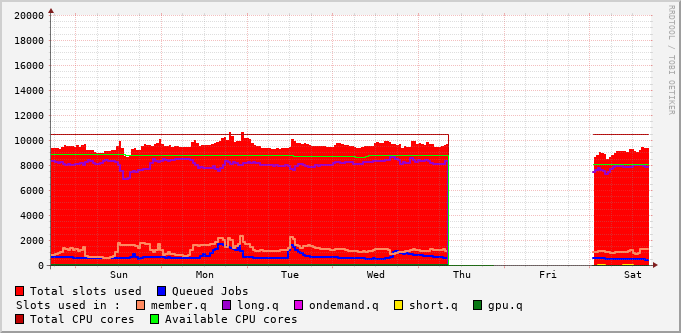 RRDTOOL / TOBI OETIKER
20000
18000
16000
14000
12000
10000
8000
6000
4000
2000
0
Sun Mon Tue Wed Thu Fri Sat
Total slots used Queued Jobs
Slots used in : member.q long.q ondemand.q short.q gpu.q
Total CPU cores Available CPU cores